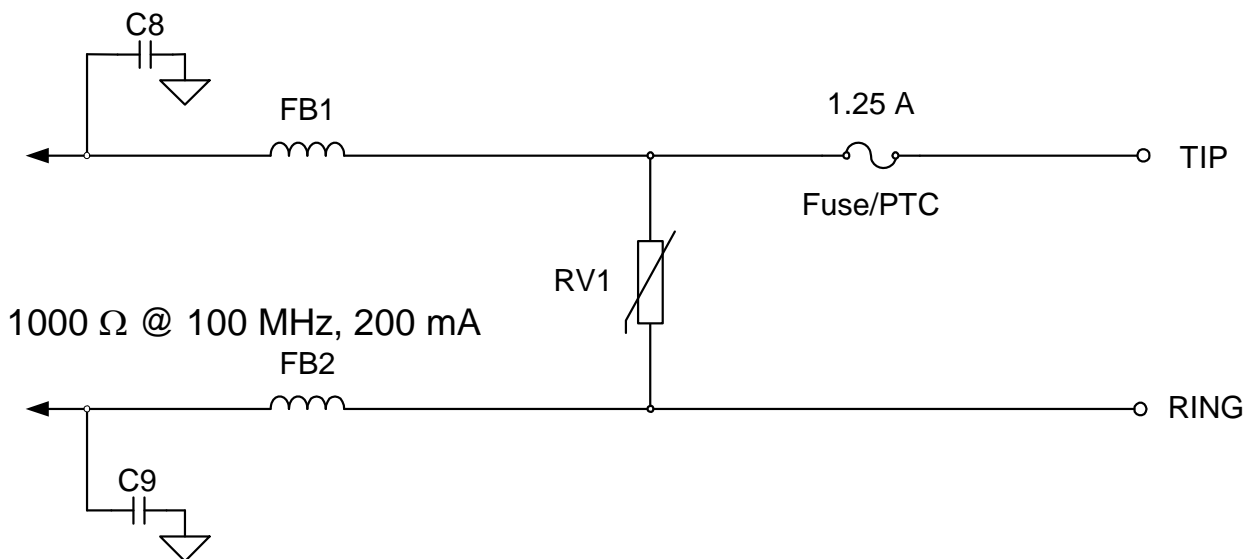 C8
FB1
1.25 A
TIP
Fuse/PTC
RV1
1000 Ω @ 100 MHz, 200 mA
FB2
RING
C9